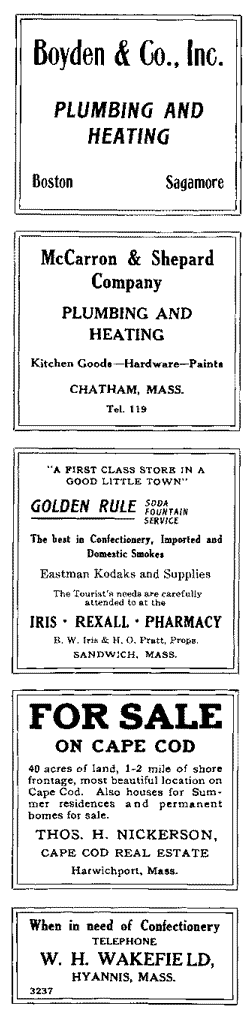 Boyden & Co., Inc.
PLUMBING AND
HEATING
Boston Sagamore
McCarron & Shepard
Company
PLUMBING AND
HEATING
Kitchen Goods—Hardware—Paints
CHATHAM, MASS.
Tel. 119
"A FIRST CLASS STORE IN A
GOOD LITTLE TOWN"
GOLDEN RULE SODA
FOUNTAIN
SERVICE
The best in Confectionery, Imported and
Domestic Smokes
Eastman Kodaks and Supplies
The Tourist's needs are carefully
attended to at the
IRIS · REXALL · PHARMACY
B. W. Iris & H. O. Pratt, Props.
SANDWICH, MASS.
FOR SALE
ON CAPE COD
40 acres of land, 1-2 mile of shore
frontage, most beautiful location on
Cape Cod. Also houses for Sum-
mer residences and permanent
homes for sale.
THOS. H. NICKERSON,
CAPE COD REAL ESTATE
Harwichport, Mass.
When in need of Confectionery
TELEPHONE
W. H. WAKEFIELD,
HYANNIS, MASS.
3237